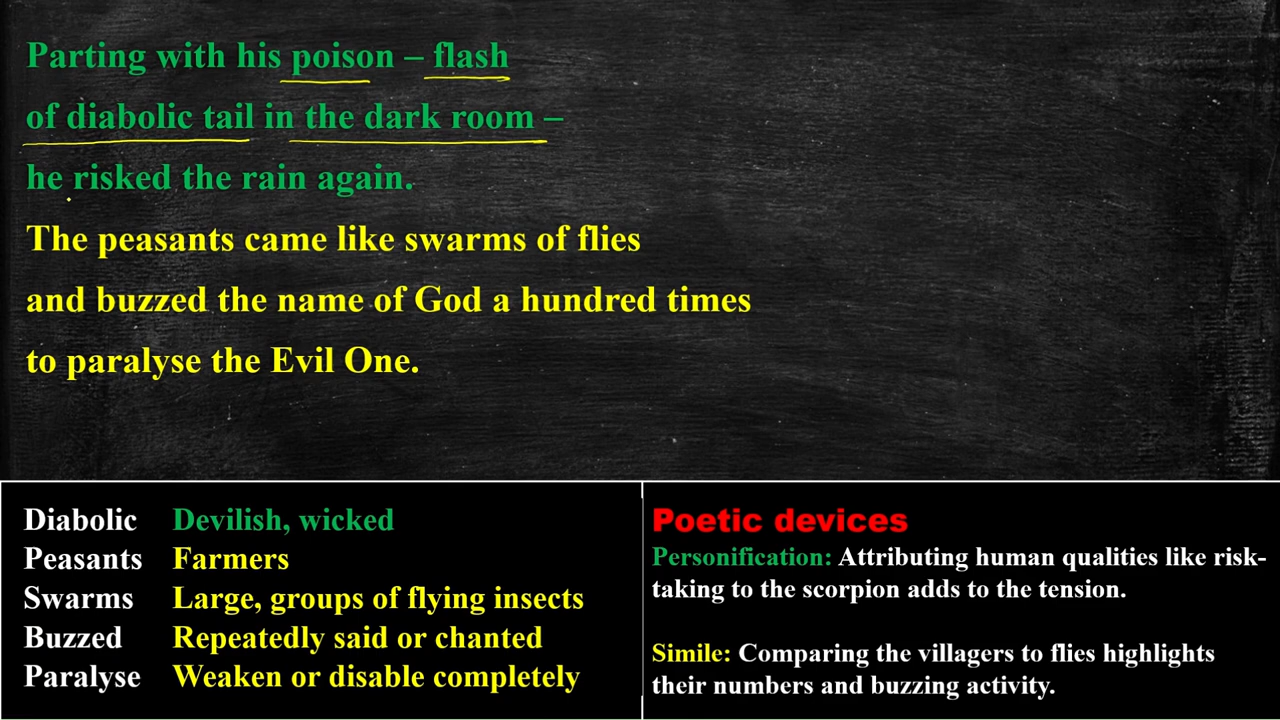 Parting with his poison – flash
of diabolic tail in the dark room –
he risked the rain again.
The peasants came like swarms of flies
and buzzed the name of God a hundred times
to paralyse the Evil One.
Diabolic Devilish, wicked
Peasants Farmers
Swarms Large, groups of flying insects
Buzzed Repeatedly said or chanted
Paralyse Weaken or disable completely
Poetic devices
Personification: Attributing human qualities like risk-
taking to the scorpion adds to the tension.
Simile: Comparing the villagers to flies highlights
their numbers and buzzing activity.